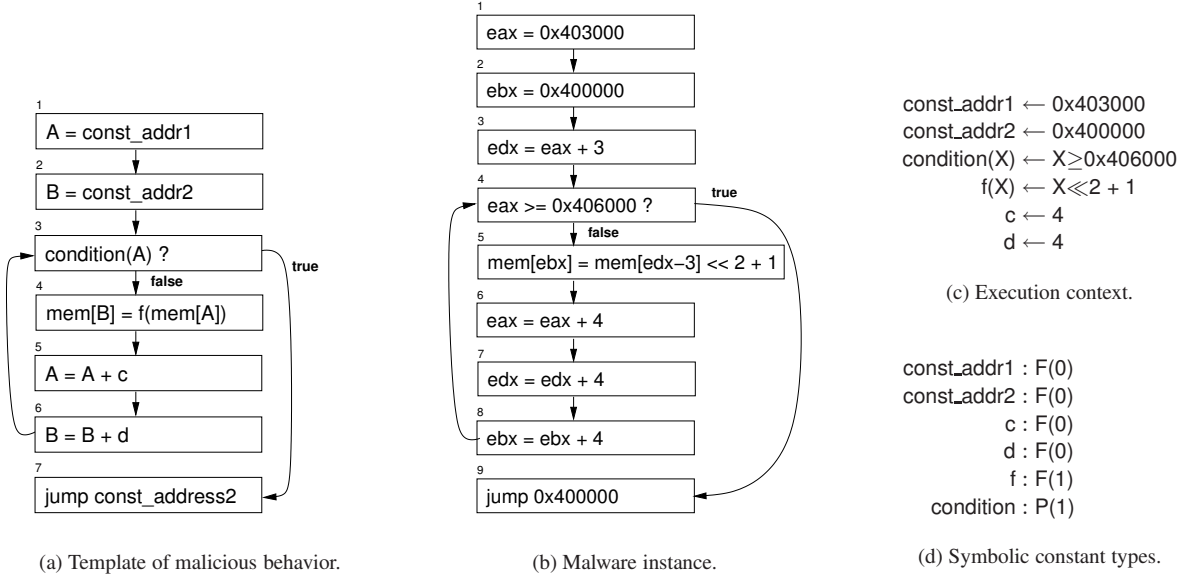 1
A = const_addr1
2
B = const_addr2
3
condition(A) ?
true
false
4
mem[B] = f(mem[A])
5
A = A + c
6
B = B + d
7
jump const_address2
(a) Template of malicious behavior.
1
eax = 0x403000
2
ebx = 0x400000
3
edx = eax + 3
4
eax >= 0x406000 ?
true
false
5
mem[ebx] = mem[edx−3] << 2 + 1
6
eax = eax + 4
7
edx = edx + 4
8
ebx = ebx + 4
9
jump 0x400000
(b) Malware instance.
const_addr1 ← 0x403000
const_addr2 ← 0x400000
condition(X) ← X≥0x406000
f(X) ← X≪2 + 1
c ← 4
d ← 4
(c) Execution context.
const_addr1 : F(0)
const_addr2 : F(0)
c : F(0)
d : F(0)
f : F(1)
condition : P(1)
(d) Symbolic constant types.